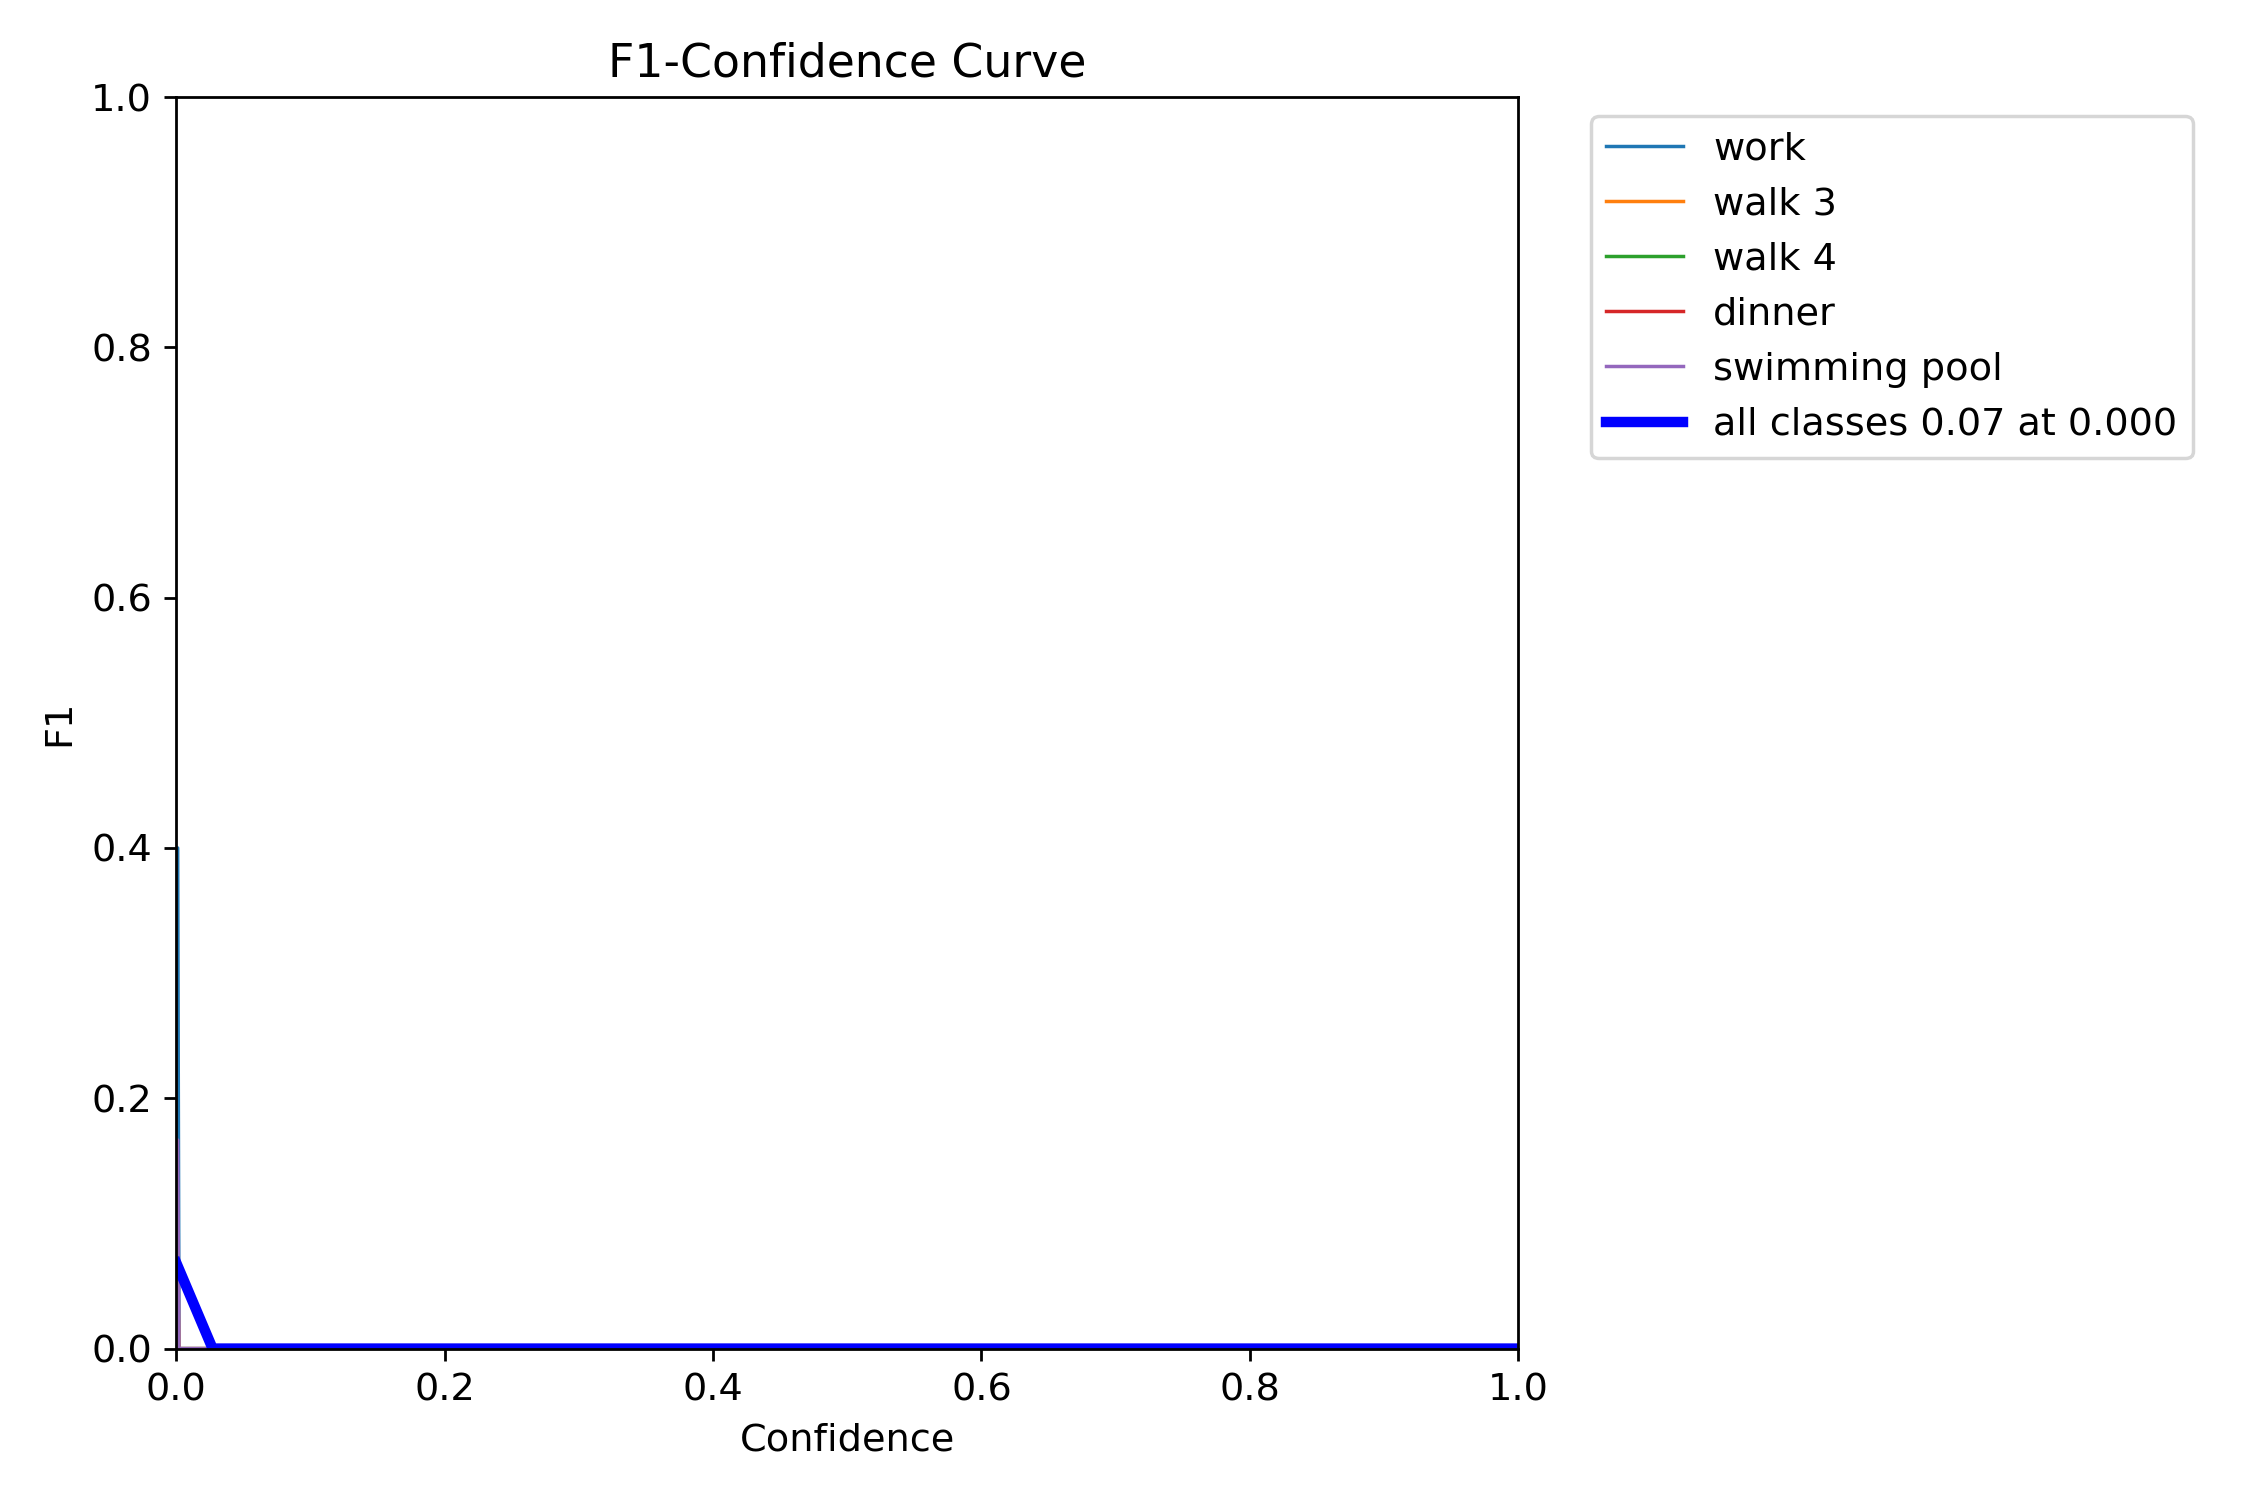 F1-Confidence Curve
1.0
0.8
0.6
0.4
0.2
0.0
F1
0.0 0.2 0.4 0.6 0.8 1.0
Confidence
work
walk 3
walk 4
dinner
swimming pool
all classes 0.07 at 0.000